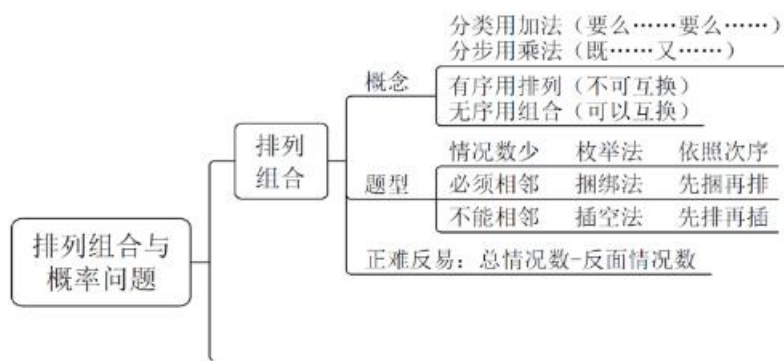 分类用加法（要么……要么……）
分步用乘法（既……又……）
概念
有序用排列（不可互换）
无序用组合（可以互换）
排列
组合
情况数少 枚举法 依照次序
题型
必须相邻 捆绑法 先捆再排
不能相邻 插空法 先排再插
排列组合与
概率问题
正难反易：总情况数-反面情况数